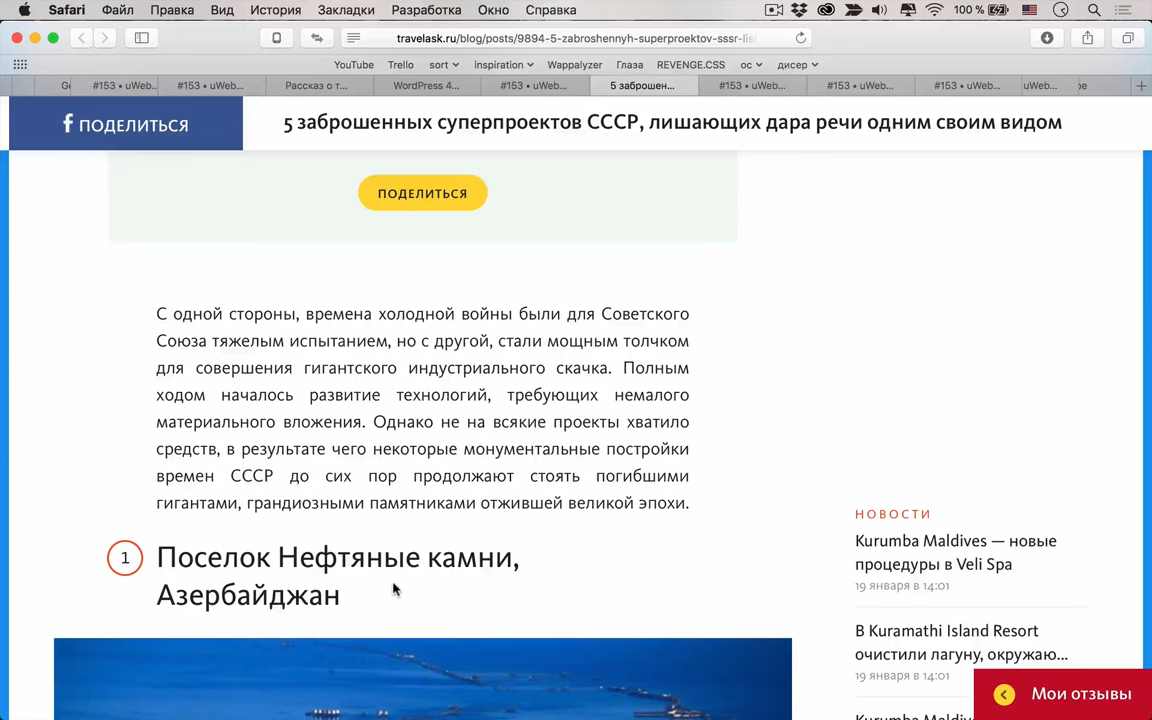 Safari Файл Правка Вид История Закладки Разработка Окно Справка 100 %
travelask.ru/blog/posts/9894-5-zabroshennyh-superproektov-sssr-lis
YouTube Trello sort inspiration Wappalyzer Глаза REVENGE.CSS ос дисер
#153 • uWeb... #153 • uWeb... Рассказ о т... WordPress 4... #153 • uWeb... 5 заброшен... #153 • uWeb... #153 • uWeb... #153 • uWeb... uWeb...
ПОДЕЛИТЬСЯ
5 заброшенных суперпроектов СССР, лишающих дара речи одним своим видом
ПОДЕЛИТЬСЯ
С одной стороны, времена холодной войны были для Советского
Союза тяжелым испытанием, но с другой, стали мощным толчком
для совершения гигантского индустриального скачка. Полным
ходом началось развитие технологий, требующих немалого
материального вложения. Однако не на всякие проекты хватило
средств, в результате чего некоторые монументальные постройки
времен СССР до сих пор продолжают стоять погибшими
гигантами, грандиозными памятниками отжившей великой эпохи.
1 Поселок Нефтяные камни,
Азербайджан
НОВОСТИ
Kurumba Maldives — новые
процедуры в Veli Spa
19 января в 14:01
В Kuramathi Island Resort
очистили лагуну, окружаю...
19 января в 14:01
Мои отзывы